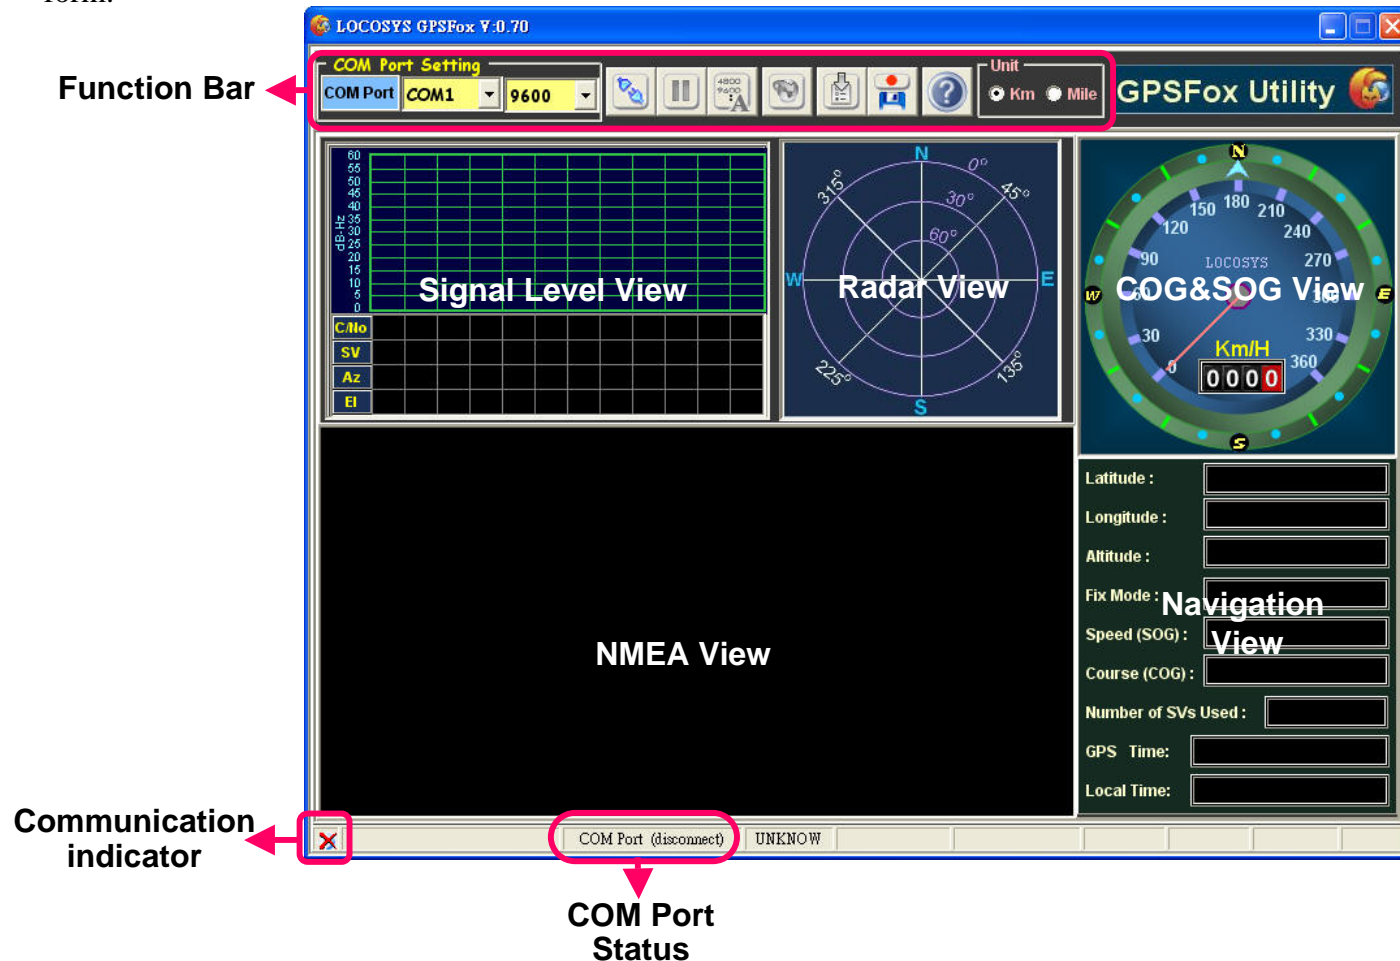 form.
LOCOSYS GPSFox V:0.70
Function Bar
COM Port Setting
COM Port COM1 9600
4800
9600
A
Unit
Km Mile
GPSFox Utility
60
55
50
45
40
35
30
25
20
15
10
5
0
dB-Hz
Signal Level View
C/No
SV
Az
El
N
0°
315° 45°
30°
60°
W E
Radar View
225° 135°
S
N
150 180 210
120 240
90 LOCOSYS 270
W E
COG&SOG View
30 330
Km/H
0 360
0000
S
NMEA View
Latitude :
Longitude :
Altitude :
Fix Mode :
Navigation
View
Speed (SOG) :
Course (COG) :
Number of SVs Used :
GPS Time:
Local Time:
Communication
indicator
COM Port (disconnect) UNKNOW
COM Port
Status